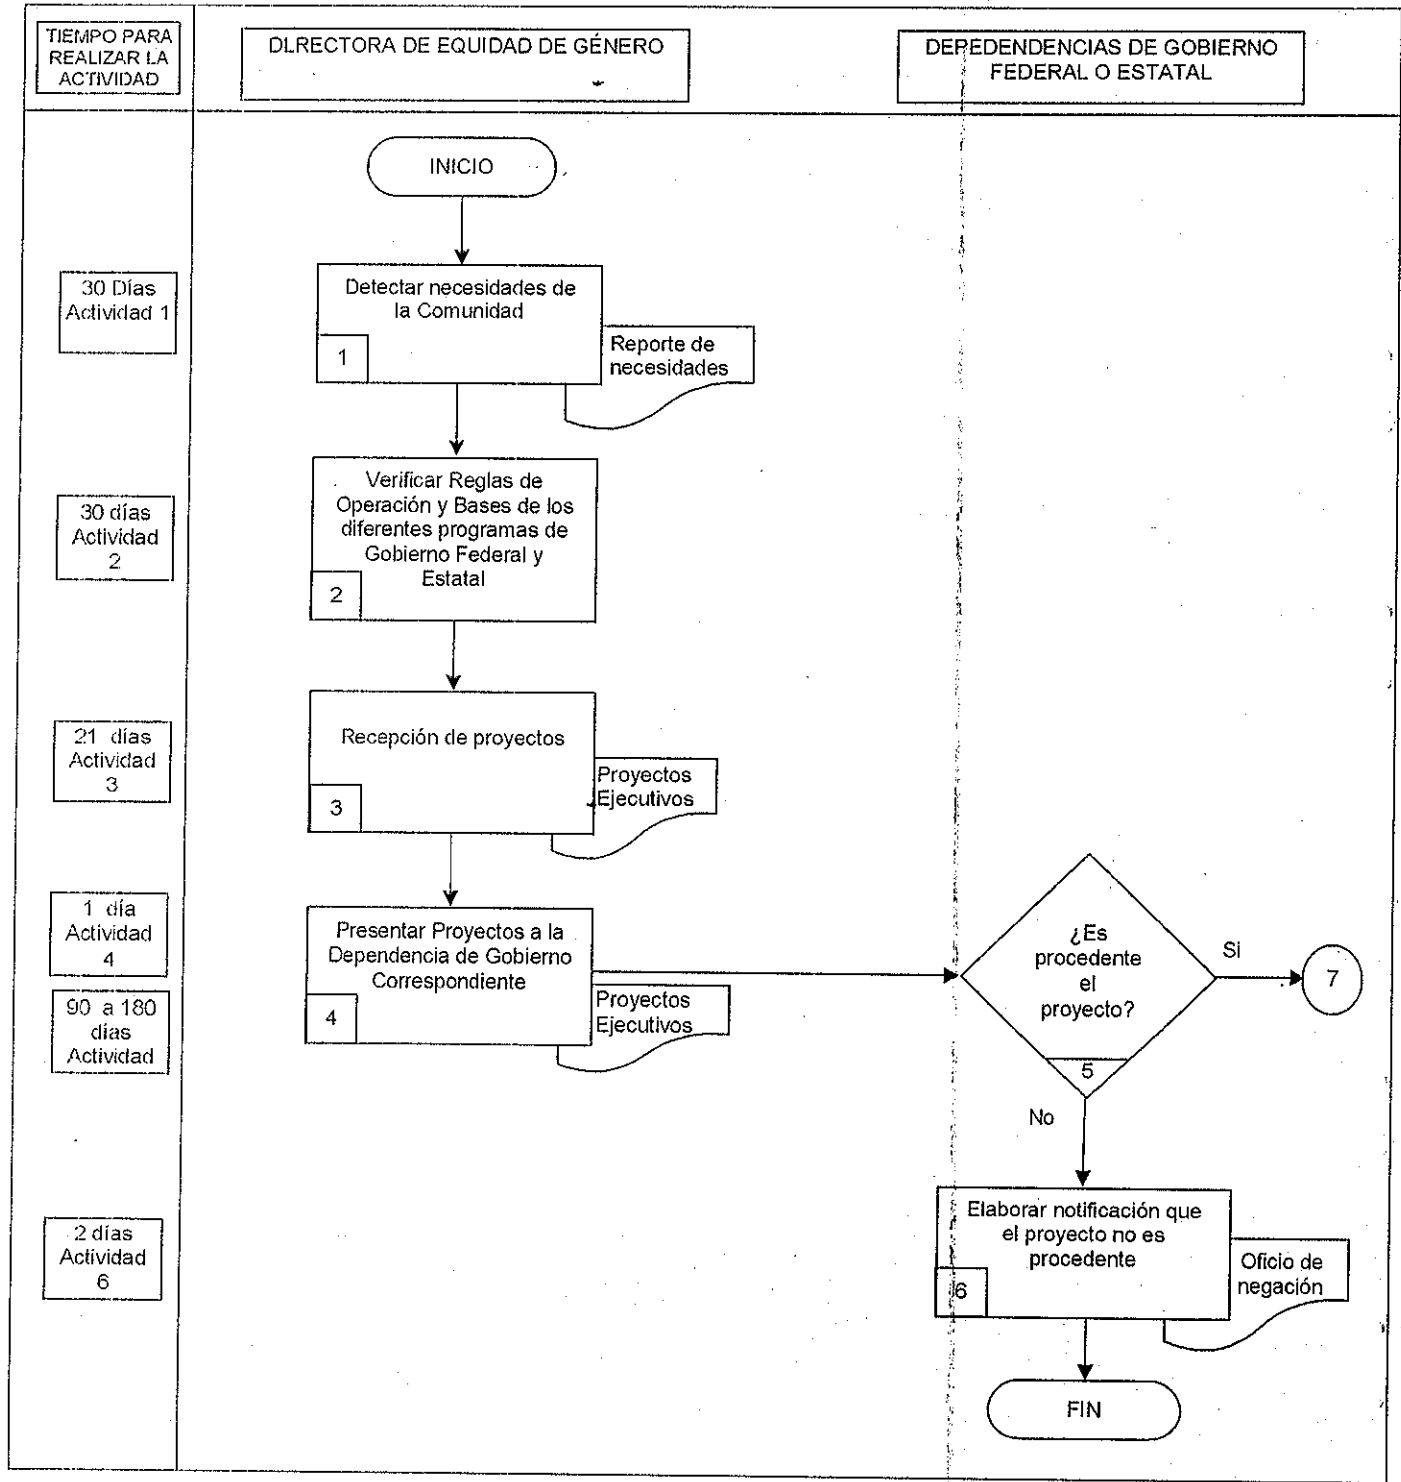 TIEMPO PARA
REALIZAR LA
ACTIVIDAD
DIRECTORA DE EQUIDAD DE GÉNERO
DEPEDENDENCIAS DE GOBIERNO
FEDERAL O ESTATAL
INICIO
30 Días
Actividad 1
Detectar necesidades de
la Comunidad
1
Reporte de
necesidades
30 días
Actividad
2
Verificar Reglas de
Operación y Bases de los
diferentes programas de
Gobierno Federal y
Estatal
2
21 días
Actividad
3
Recepción de proyectos
3
Proyectos
Ejecutivos
1 día
Actividad
4
Presentar Proyectos a la
Dependencia de Gobierno
Correspondiente
4
Proyectos
Ejecutivos
¿Es
procedente
el
proyecto?
5
Si
7
90 a 180
días
Actividad
No
2 días
Actividad
6
Elaborar notificación que
el proyecto no es
procedente
6
Oficio de
negación
FIN